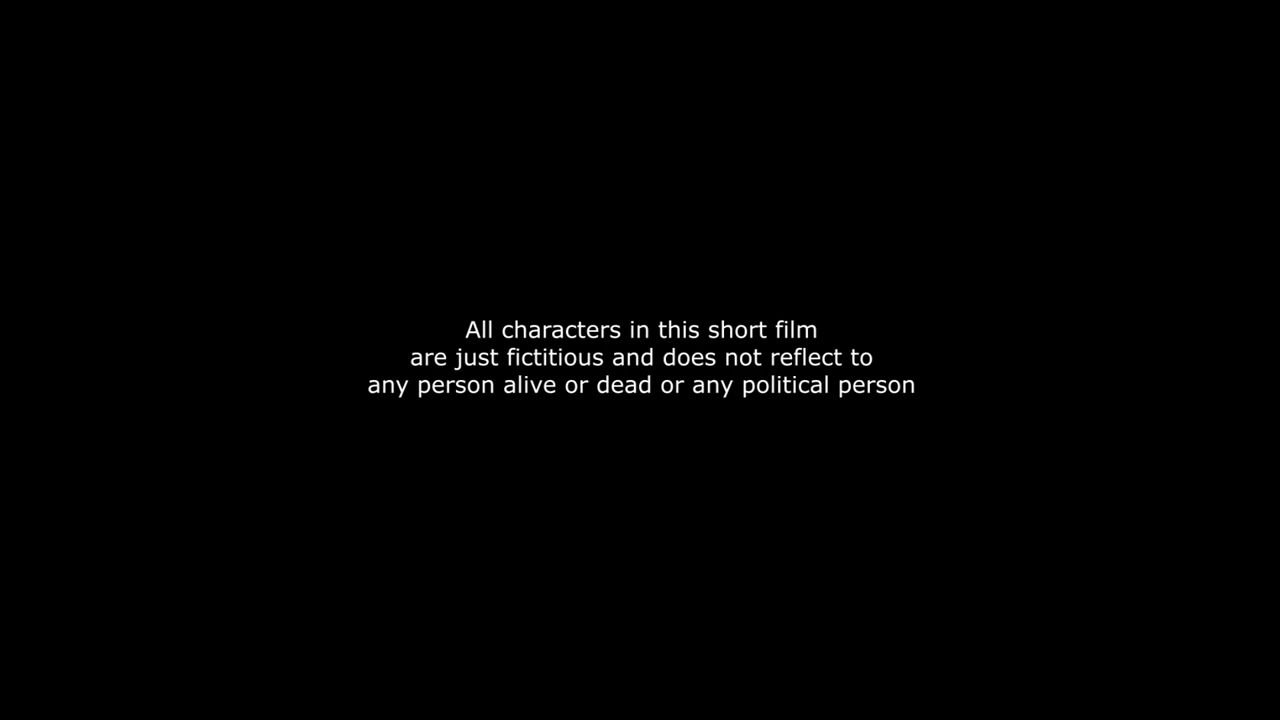 All characters in this short film
are just fictitious and does not reflect to
any person alive or dead or any political person